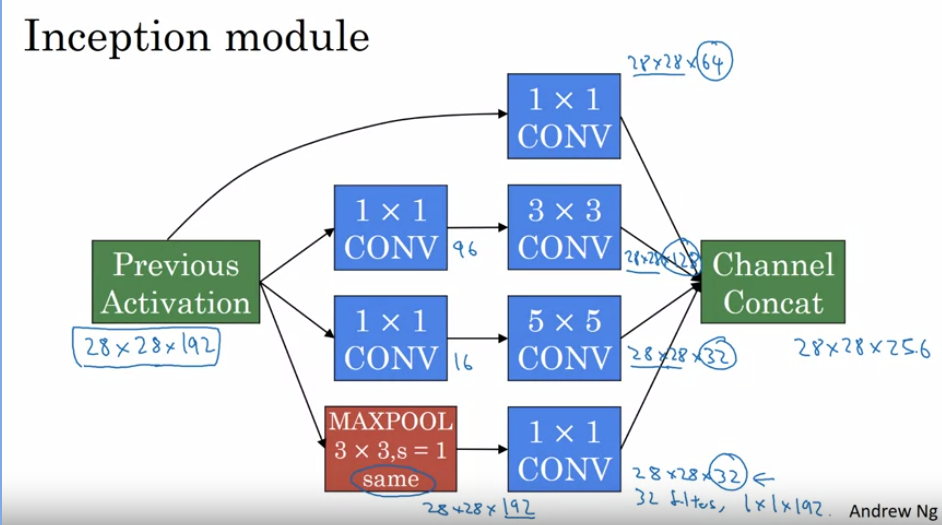 Inception module
28×28×64
1 × 1
CONV
1 × 1
CONV
96
3 × 3
CONV
28×28×128
Previous
Activation
28×28×192
Channel
Concat
28×28×256
1 × 1
CONV
16
5 × 5
CONV
28×28×32
MAXPOOL
3 × 3,s = 1
same
28×28×192
1 × 1
CONV
28×28×32
32 filters, 1×1×192.
Andrew Ng